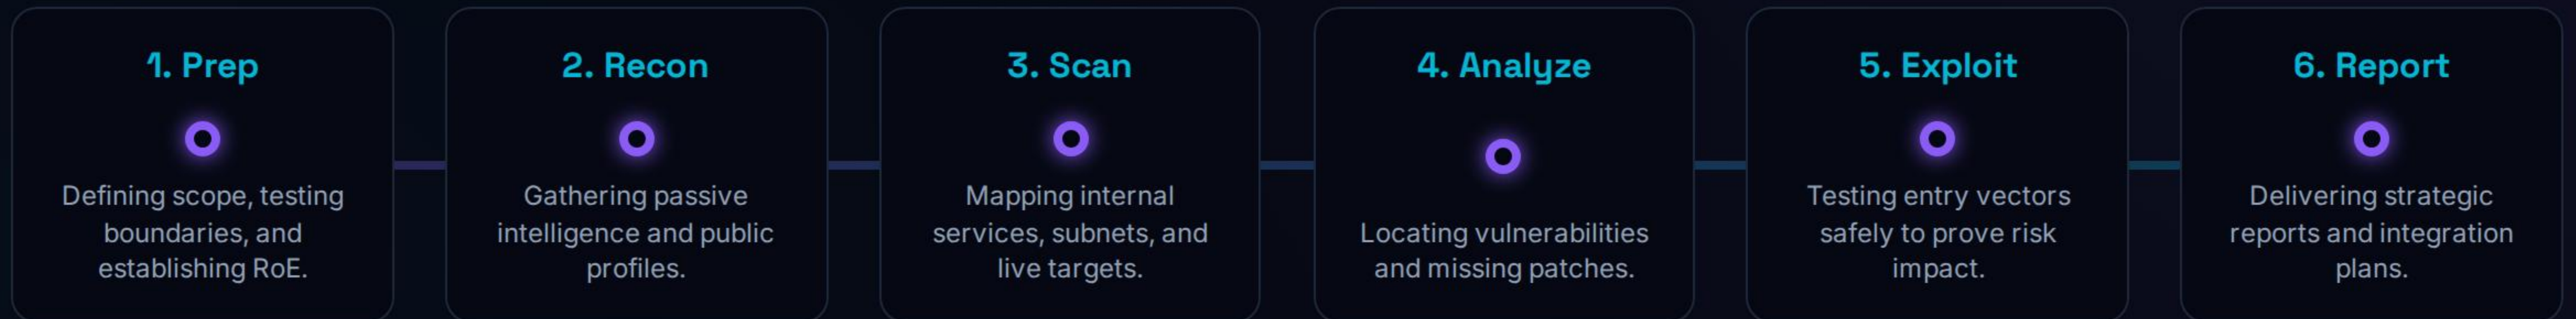 1. Prep
Defining scope, testing
boundaries, and
establishing RoE.
2. Recon
Gathering passive
intelligence and public
profiles.
3. Scan
Mapping internal
services, subnets, and
live targets.
4. Analyze
Locating vulnerabilities
and missing patches.
5. Exploit
Testing entry vectors
safely to prove risk
impact.
6. Report
Delivering strategic
reports and integration
plans.